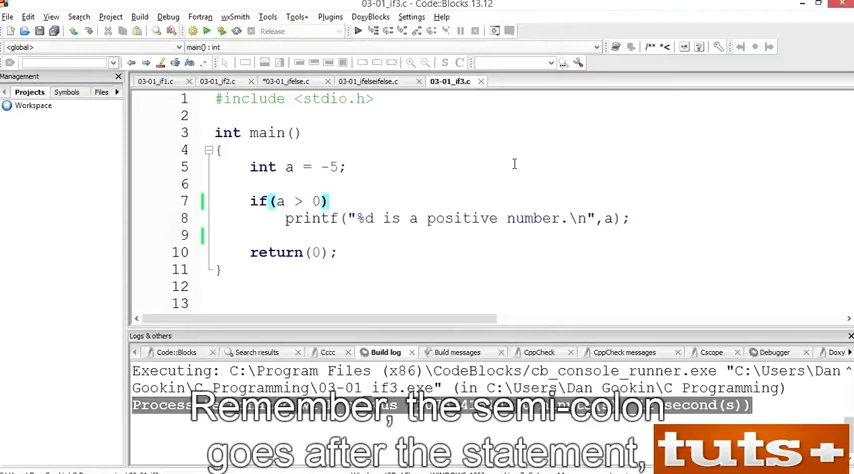 03-01_if3.c - Code::Blocks 13.12
File Edit View Search Project Build Debug Fortran wxSmith Tools Tools+ Plugins DoxyBlocks Settings Help
Release
<global> main() : int
/** *<
S C
Management
Projects Symbols Files
Workspace
03-01_if1.c 03-01_if2.c *03-01_ifelse.c 03-01_ifelseifelse.c 03-01_if3.c
1 #include <stdio.h>
2
3 int main()
4 {
5 int a = -5;
6
7 if(a > 0)
8 printf("%d is a positive number.\n",a);
9
10 return(0);
11 }
12
13
Logs & others
Code::Blocks Search results Cccc Build log Build messages CppCheck CppCheck messages Cscope Debugger Doxy
Executing: C:\Program Files (x86)\CodeBlocks/cb_console_runner.exe "C:\Users\Dan
Gookin\C Programming\03-01_if3.exe" (in C:\Users\Dan Gookin\C Programming)
Remember, the semi-colon
goes after the statement,
tuts+